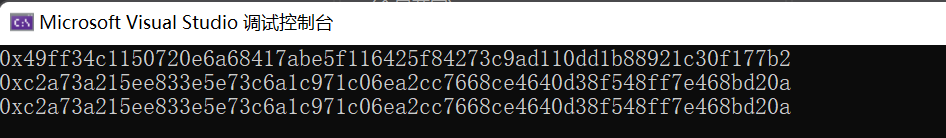 Microsoft Visual Studio 调试控制台
0x49ff34c1150720e6a68417abe5f116425f84273c9ad110dd1b88921c30f177b2
0xc2a73a215ee833e5e73c6a1c971c06ea2cc7668ce4640d38f548ff7e468bd20a
0xc2a73a215ee833e5e73c6a1c971c06ea2cc7668ce4640d38f548ff7e468bd20a